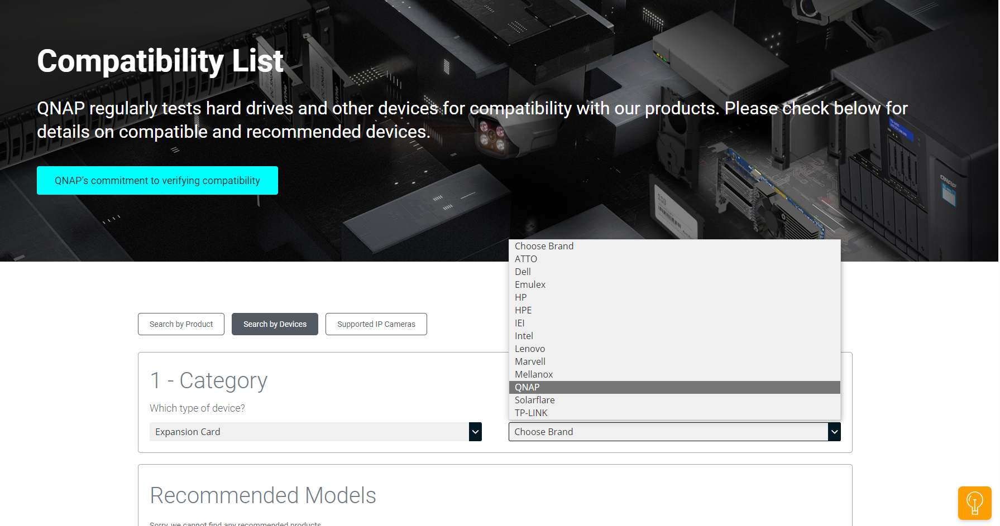 Compatibility List
QNAP regularly tests hard drives and other devices for compatibility with our products. Please check below for
details on compatible and recommended devices.
QNAP's commitment to verifying compatibility
Choose Brand
ATTO
Dell
Emulex
HP
HPE
IEI
Intel
Lenovo
Marvell
Mellanox
QNAP
Solarflare
TP-LINK
Search by Product
Search by Devices
Supported IP Cameras
1 - Category
Which type of device?
Expansion Card
Choose Brand
Recommended Models
Sorry, we cannot find any recommended products